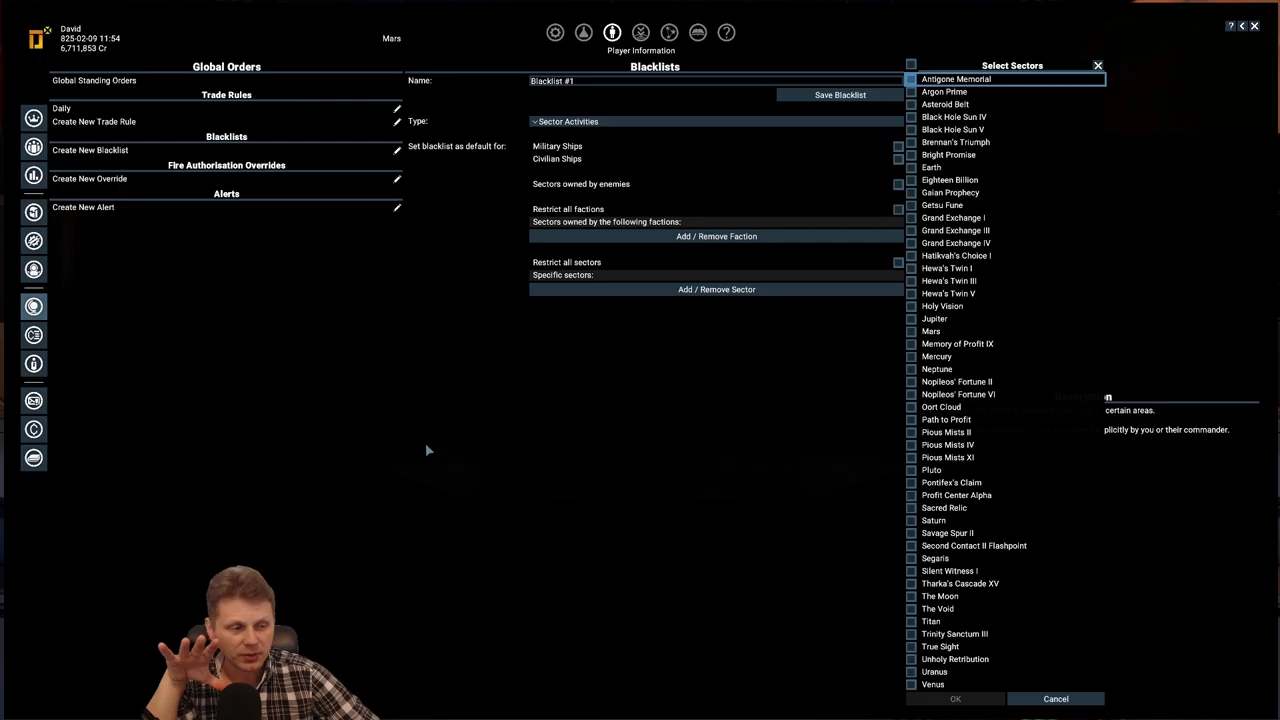 David
825-02-09 11:54
6,711,853 Cr
Mars
Player Information
Global Orders
Global Standing Orders
Trade Rules
Daily
Create New Trade Rule
Blacklists
Create New Blacklist
Fire Authorisation Overrides
Create New Override
Alerts
Create New Alert
Blacklists
Name:
Blacklist #1
Save Blacklist
Type:
Sector Activities
Set blacklist as default for:
Military Ships
Civilian Ships
Sectors owned by enemies
Restrict all factions
Sectors owned by the following factions:
Add / Remove Faction
Restrict all sectors
Specific sectors:
Add / Remove Sector
Select Sectors
Antigone Memorial
Argon Prime
Asteroid Belt
Black Hole Sun IV
Black Hole Sun V
Brennan's Triumph
Bright Promise
Earth
Eighteen Billion
Gaian Prophecy
Getsu Fune
Grand Exchange I
Grand Exchange III
Grand Exchange IV
Hatikvah's Choice I
Hewa's Twin I
Hewa's Twin III
Hewa's Twin V
Holy Vision
Jupiter
Mars
Memory of Profit IX
Mercury
Neptune
Nopileos' Fortune II
Nopileos' Fortune VI
Oort Cloud
Path to Profit
Pious Mists II
Pious Mists IV
Pious Mists XI
Pluto
Pontifex's Claim
Profit Center Alpha
Sacred Relic
Saturn
Savage Spur II
Second Contact II Flashpoint
Segaris
Silent Witness I
Tharka's Cascade XV
The Moon
The Void
Titan
Trinity Sanctum III
True Sight
Unholy Retribution
Uranus
Venus
OK
Cancel
Description
certain areas.
plicitly by you or their commander.